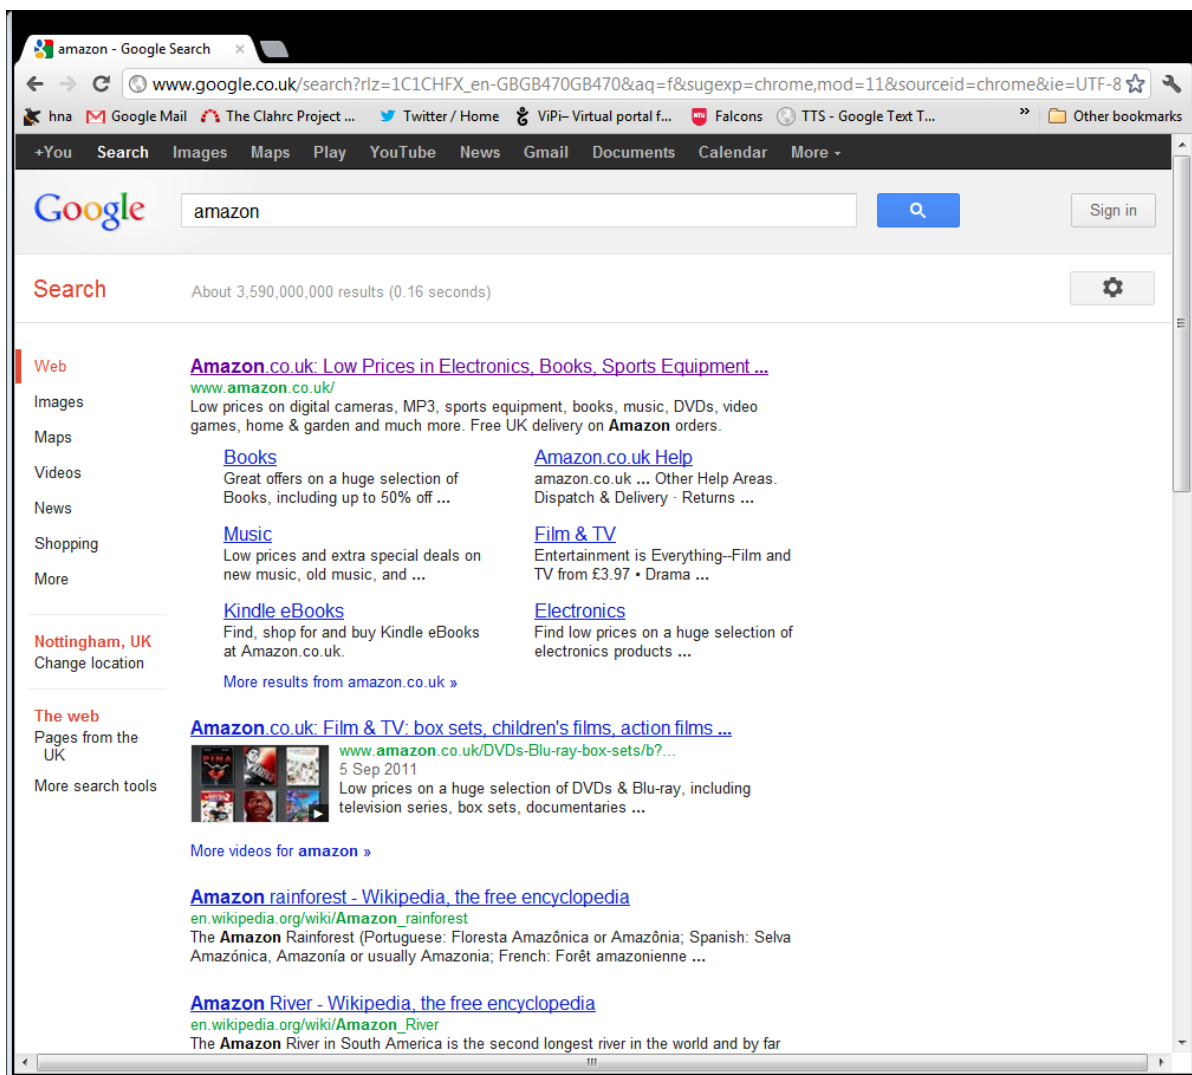 amazon - Google Search
www.google.co.uk/search?rlz=1C1CHFX_en-GBGB470GB470&aq=f&sugexp=chrome,mod=11&sourceid=chrome&ie=UTF-8
hna Google Mail The Clahrc Project ... Twitter / Home ViPi– Virtual portal f... Falcons TTS - Google Text T... » Other bookmarks
+You Search Images Maps Play YouTube News Gmail Documents Calendar More
Google amazon Sign in
Search About 3,590,000,000 results (0.16 seconds)
Web
Images
Maps
Videos
News
Shopping
More
Nottingham, UK
Change location
The web
Pages from the
UK
More search tools
Amazon.co.uk: Low Prices in Electronics, Books, Sports Equipment ...
www.amazon.co.uk/
Low prices on digital cameras, MP3, sports equipment, books, music, DVDs, video
games, home & garden and much more. Free UK delivery on Amazon orders.
Books
Great offers on a huge selection of
Books, including up to 50% off ...
Amazon.co.uk Help
amazon.co.uk ... Other Help Areas.
Dispatch & Delivery · Returns ...
Music
Low prices and extra special deals on
new music, old music, and ...
Film & TV
Entertainment is Everything--Film and
TV from £3.97 • Drama ...
Kindle eBooks
Find, shop for and buy Kindle eBooks
at Amazon.co.uk.
Electronics
Find low prices on a huge selection of
electronics products ...
More results from amazon.co.uk »
Amazon.co.uk: Film & TV: box sets, children's films, action films ...
PINA
www.amazon.co.uk/DVDs-Blu-ray-box-sets/b?...
5 Sep 2011
Low prices on a huge selection of DVDs & Blu-ray, including
television series, box sets, documentaries ...
More videos for amazon »
Amazon rainforest - Wikipedia, the free encyclopedia
en.wikipedia.org/wiki/Amazon_rainforest
The Amazon Rainforest (Portuguese: Floresta Amazônica or Amazônia; Spanish: Selva
Amazónica, Amazonía or usually Amazonia; French: Forêt amazonienne ...
Amazon River - Wikipedia, the free encyclopedia
en.wikipedia.org/wiki/Amazon_River
The Amazon River in South America is the second longest river in the world and by far